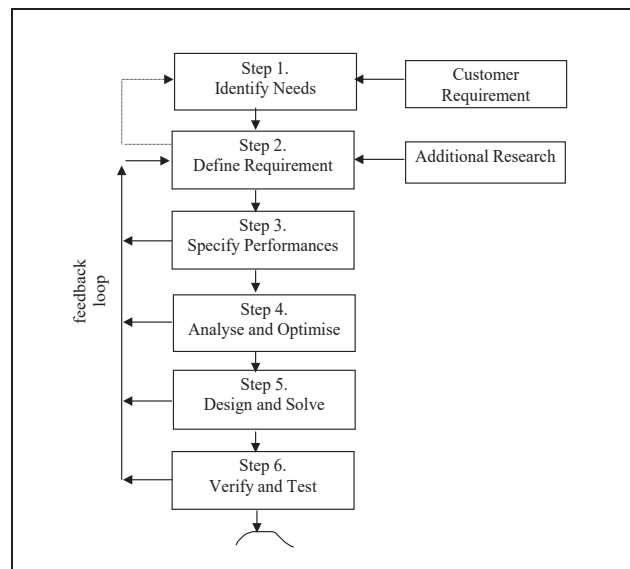 Step 1.
Identify Needs
Customer
Requirement
Step 2.
Define Requirement
Additional Research
Step 3.
Specify Performances
feedback
loop
Step 4.
Analyse and Optimise
Step 5.
Design and Solve
Step 6.
Verify and Test